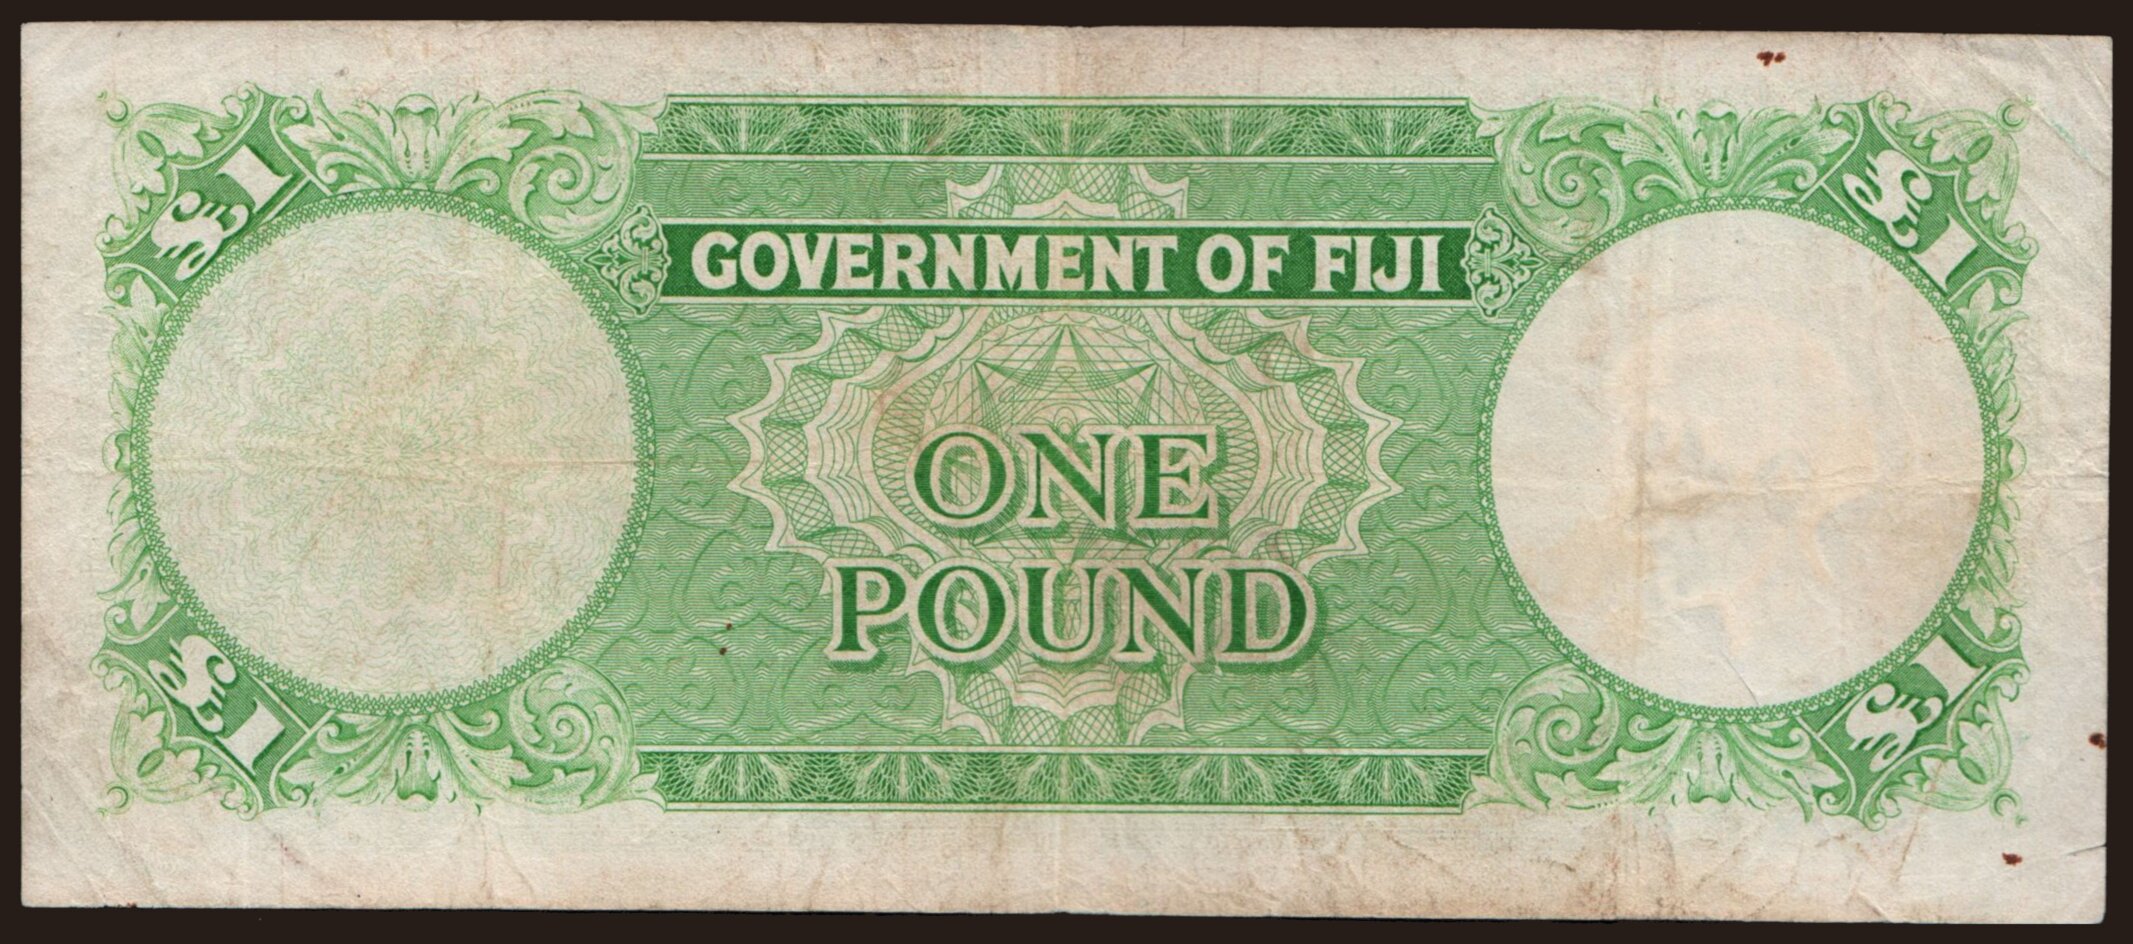 £1
£1
GOVERNMENT OF FIJI
ONE
POUND
£1
£1